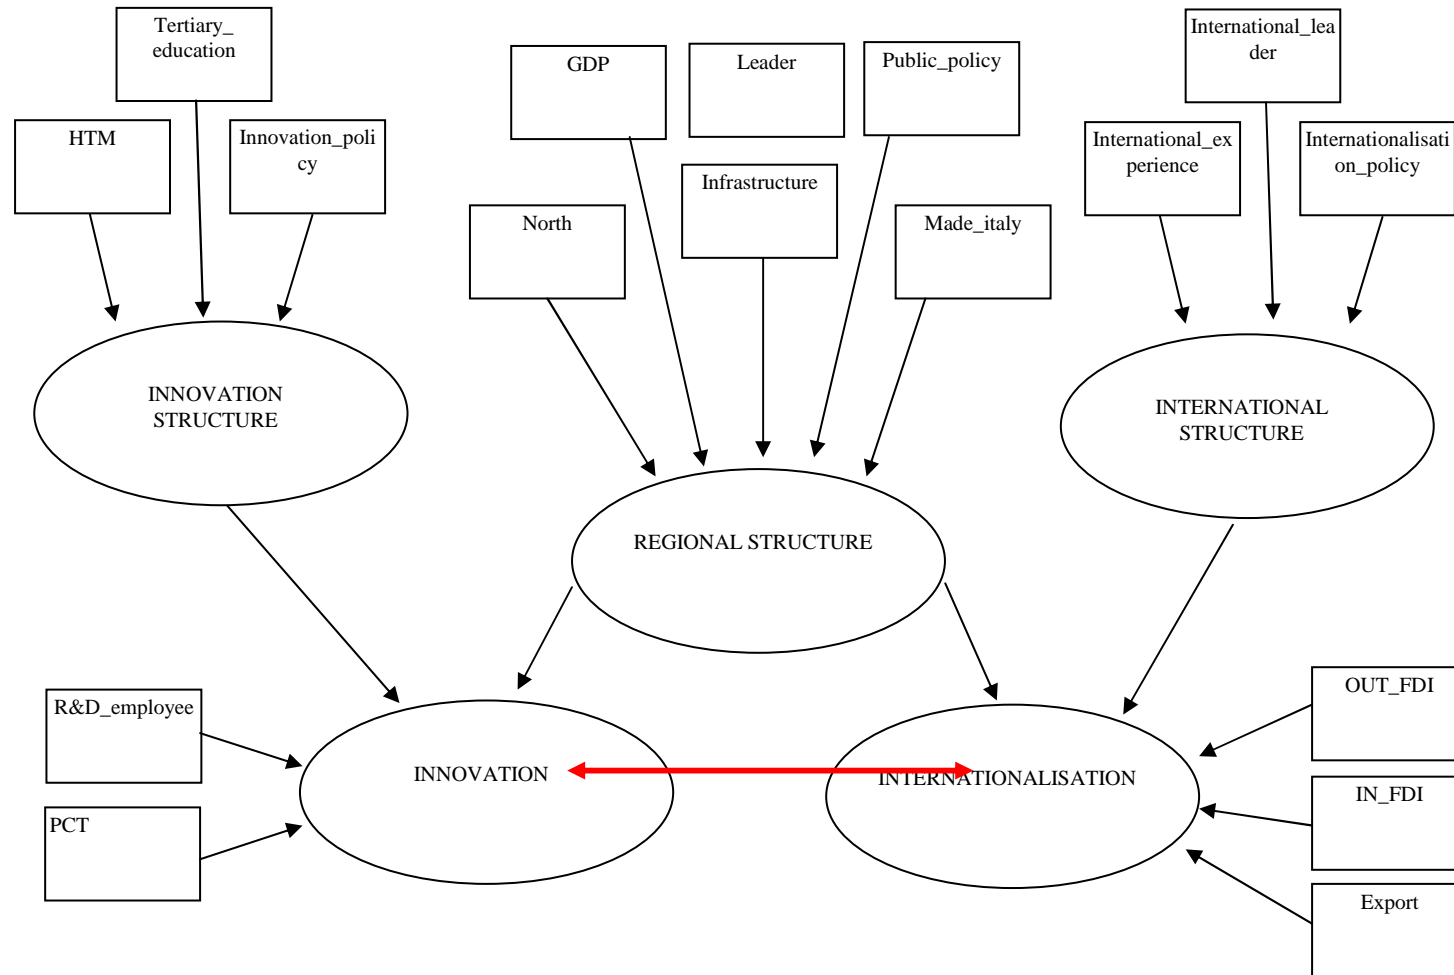 Tertiary_
education
HTM
Innovation_poli
cy
GDP
Leader
Public_policy
International_lea
der
International_ex
perience
Internationalisati
on_policy
Infrastructure
North
Made_italy
INNOVATION
STRUCTURE
INTERNATIONAL
STRUCTURE
REGIONAL STRUCTURE
R&D_employee
PCT
INNOVATION
INTERNATIONALISATION
OUT_FDI
IN_FDI
Export